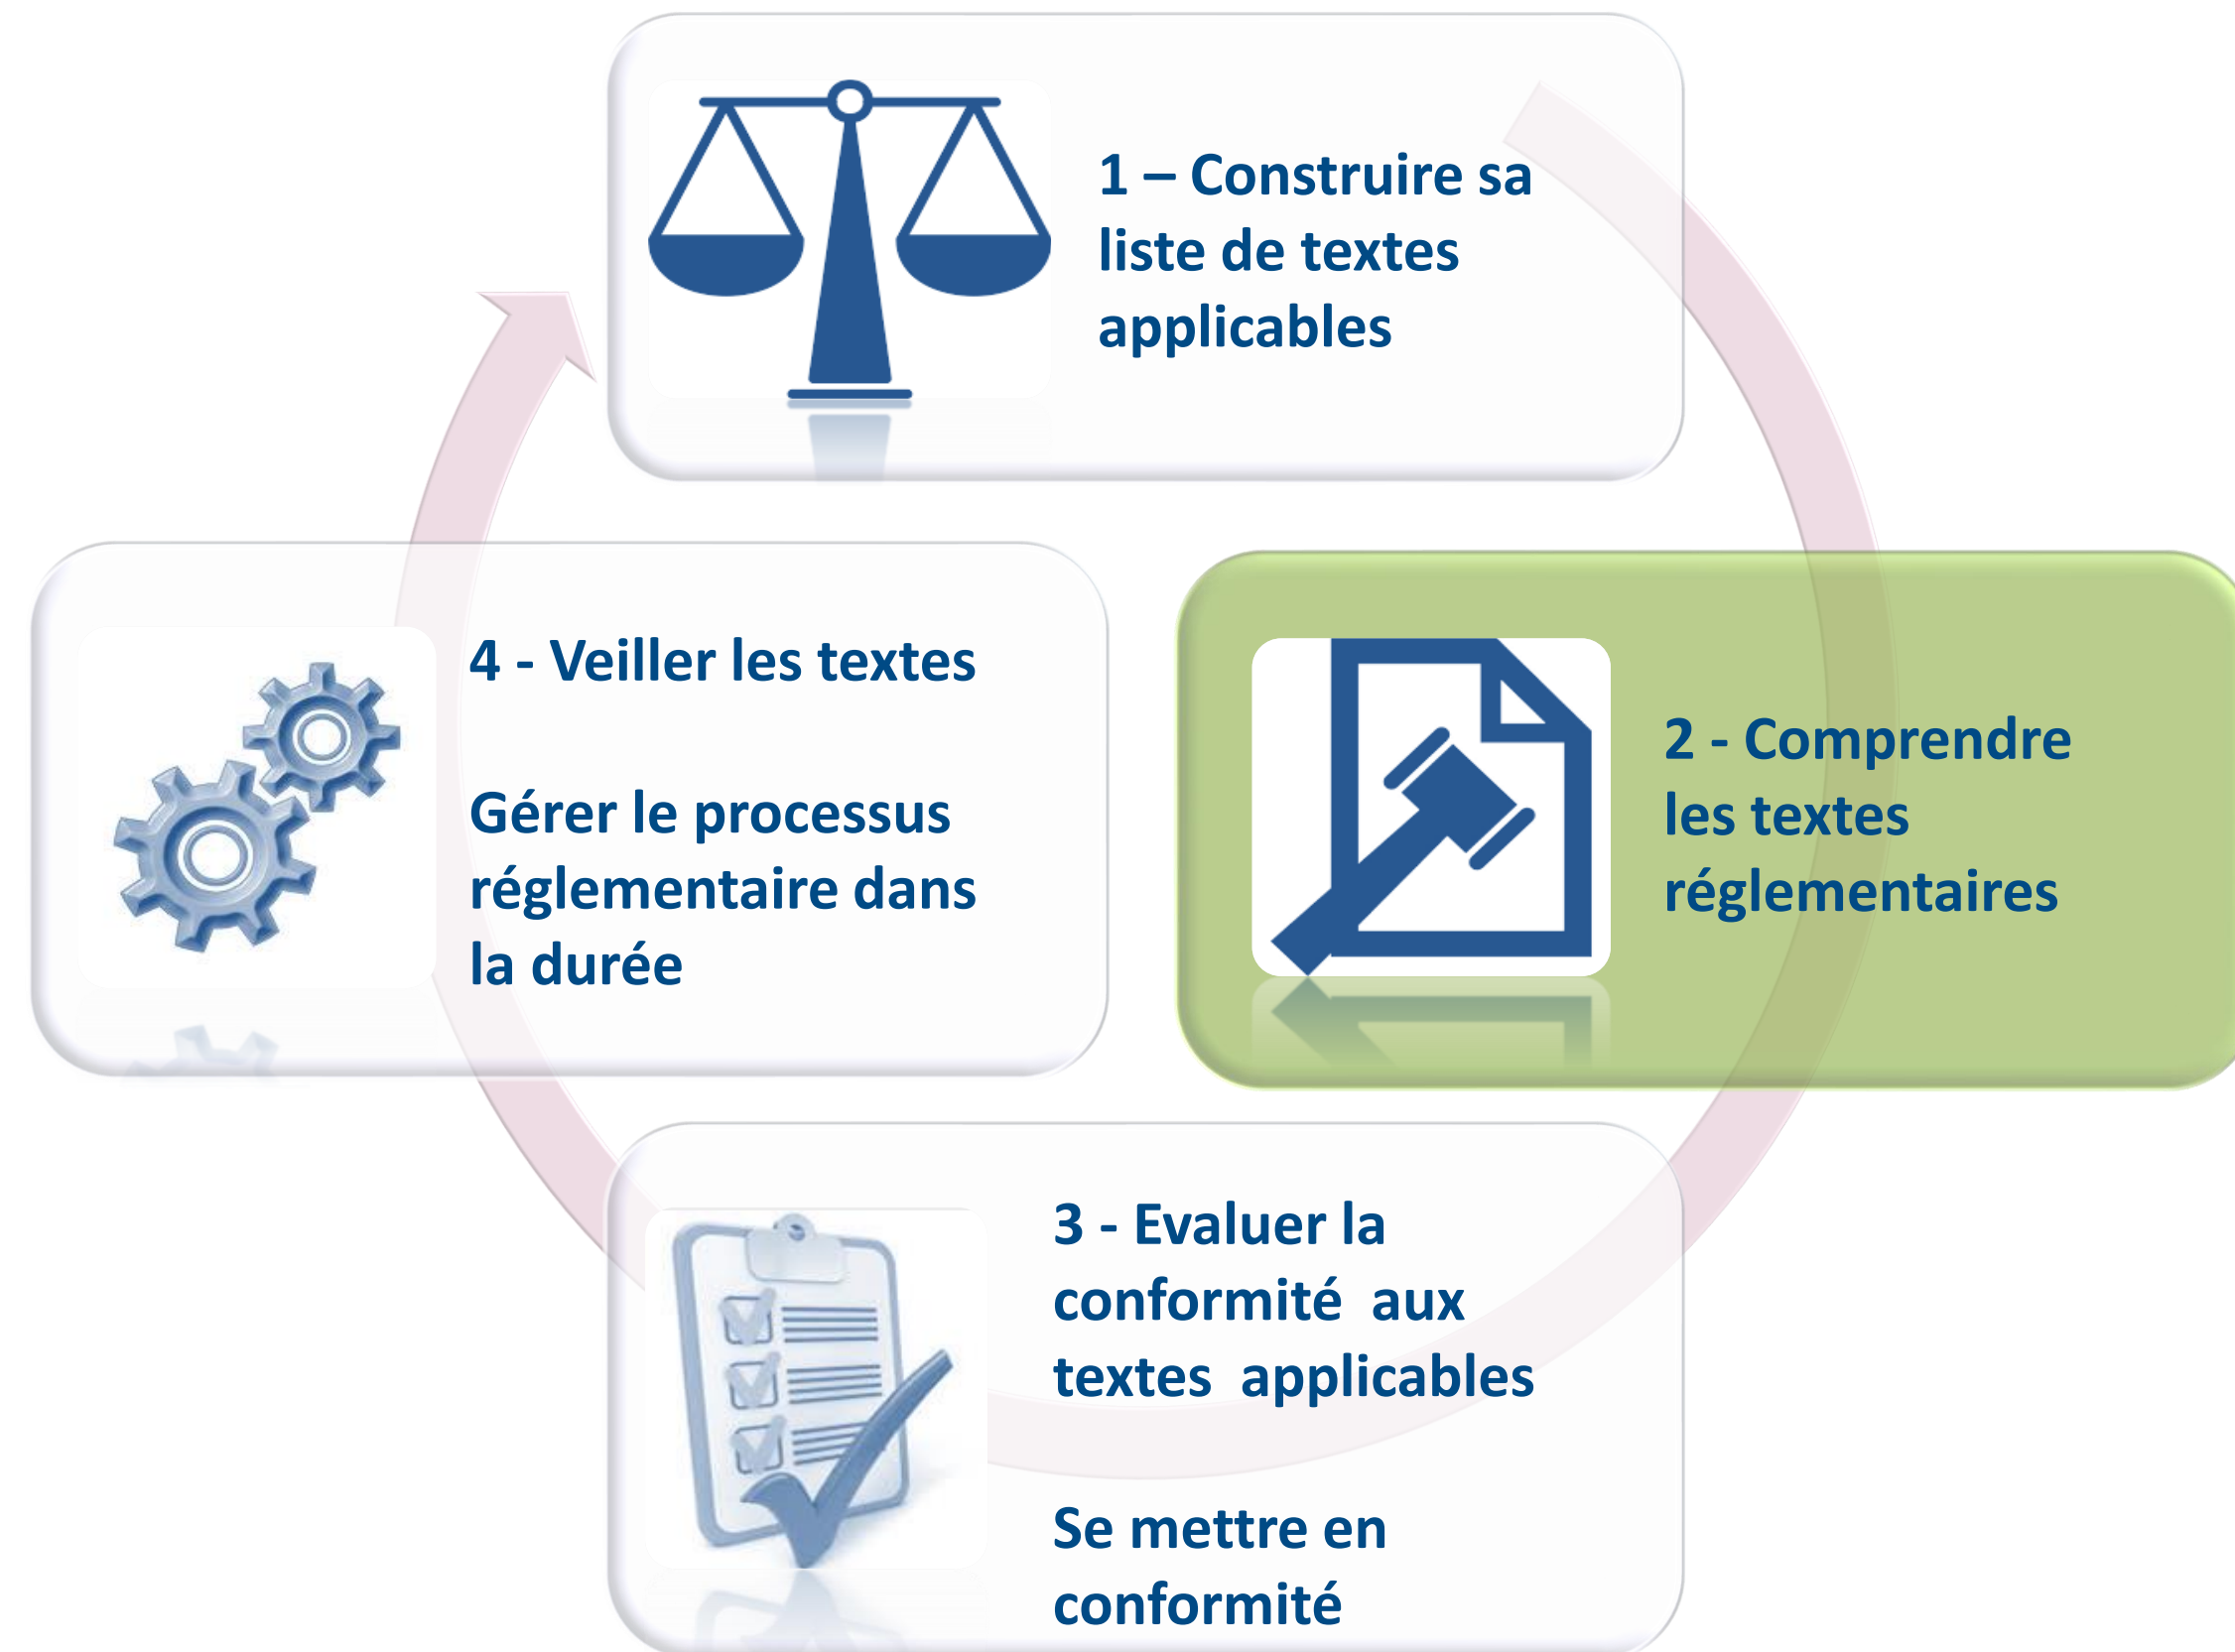 1 – Construire sa
liste de textes
applicables
2 - Comprendre
les textes
réglementaires
3 - Evaluer la
conformité aux
textes applicables
Se mettre en
conformité
4 - Veiller les textes
Gérer le processus
réglementaire dans
la durée